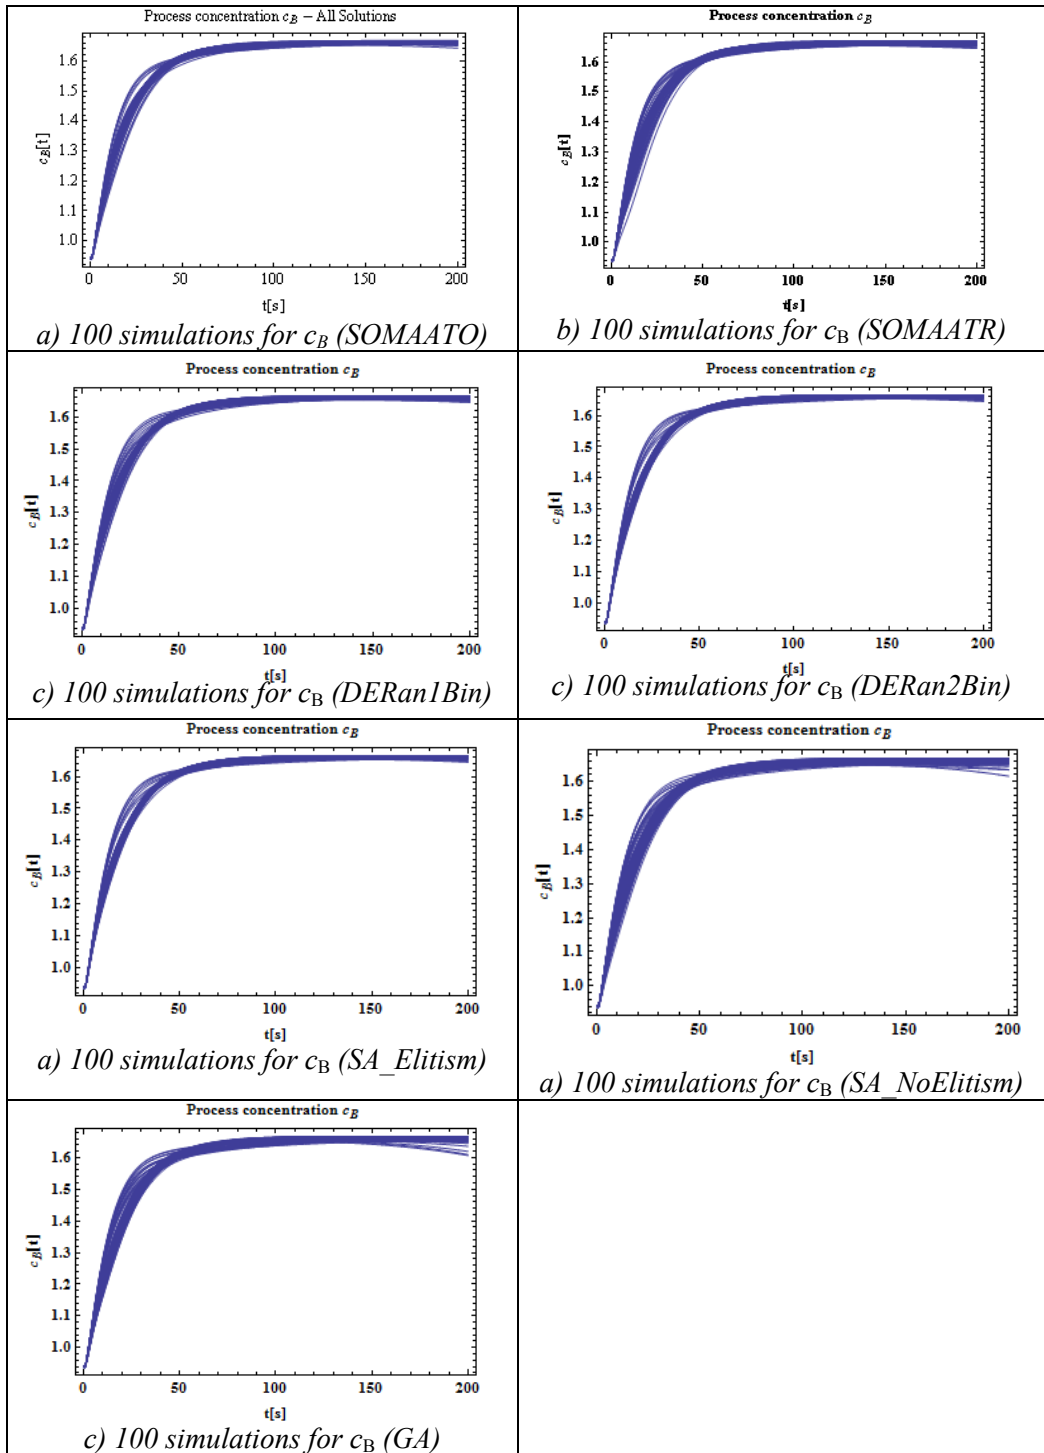 Process concentration c_B – All Solutions
c_B[t]
1.6
1.5
1.4
1.3
1.2
1.1
1.0
0 50 100 150 200
t[s]
a) 100 simulations for c_B (SOMAATO)
Process concentration c_B
c_B[t]
1.6
1.5
1.4
1.3
1.2
1.1
1.0
0 50 100 150 200
t[s]
b) 100 simulations for c_B (SOMAATR)
Process concentration c_B
c_B[t]
1.6
1.5
1.4
1.3
1.2
1.1
1.0
0 50 100 150 200
t[s]
c) 100 simulations for c_B (DERan1Bin)
Process concentration c_B
c_B[t]
1.6
1.5
1.4
1.3
1.2
1.1
1.0
0 50 100 150 200
t[s]
c) 100 simulations for c_B (DERan2Bin)
Process concentration c_B
c_B[t]
1.6
1.5
1.4
1.3
1.2
1.1
1.0
0 50 100 150 200
t[s]
a) 100 simulations for c_B (SA_Elitism)
Process concentration c_B
c_B[t]
1.6
1.5
1.4
1.3
1.2
1.1
1.0
0 50 100 150 200
t[s]
a) 100 simulations for c_B (SA_NoElitism)
Process concentration c_B
c_B[t]
1.6
1.5
1.4
1.3
1.2
1.1
1.0
0 50 100 150 200
t[s]
c) 100 simulations for c_B (GA)